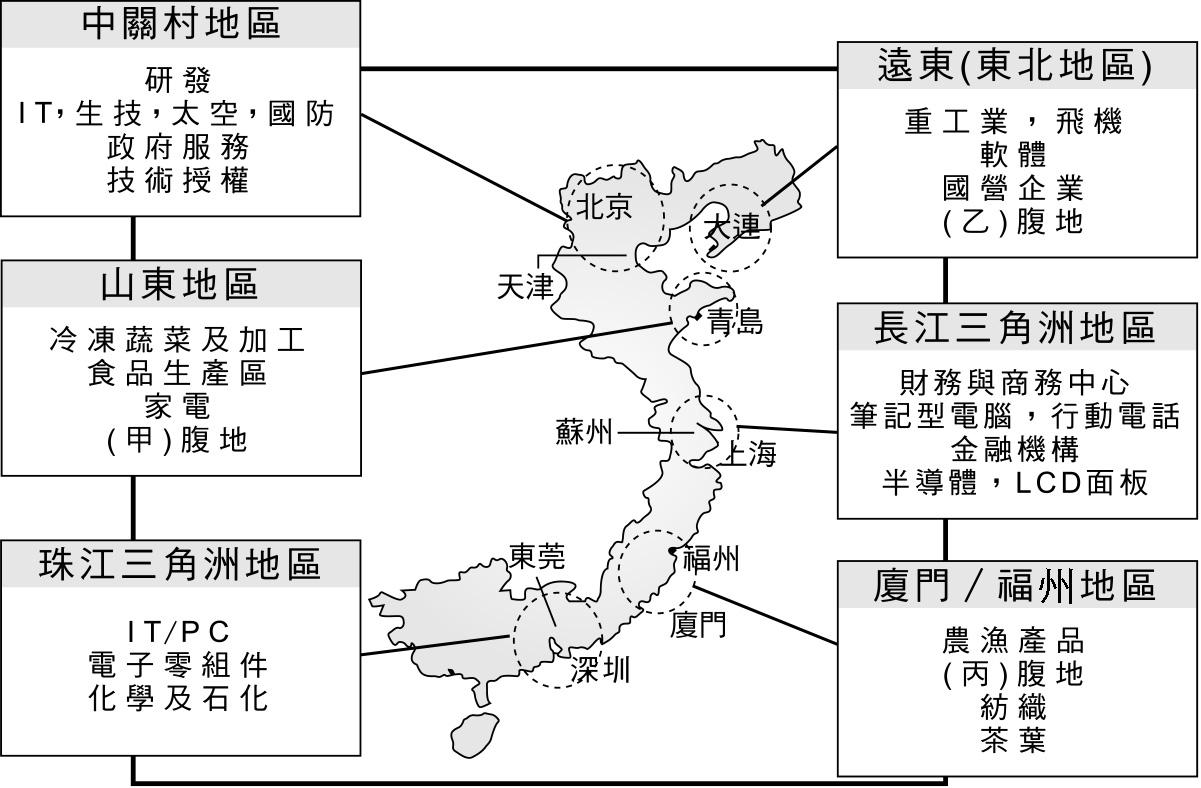 中關村地區
研發
IT，生技，太空，國防
政府服務
技術授權
遠東(東北地區)
重工業，飛機
軟體
國營企業
(乙)腹地
山東地區
冷凍蔬菜及加工
食品生產區
家電
(甲)腹地
長江三角洲地區
財務與商務中心
筆記型電腦，行動電話
金融機構
半導體，LCD面板
珠江三角洲地區
IT/PC
電子零組件
化學及石化
廈門／福州地區
農漁產品
(丙)腹地
紡織
茶葉
北京
大連
天津
青島
蘇州
上海
東莞
福州
廈門
深圳